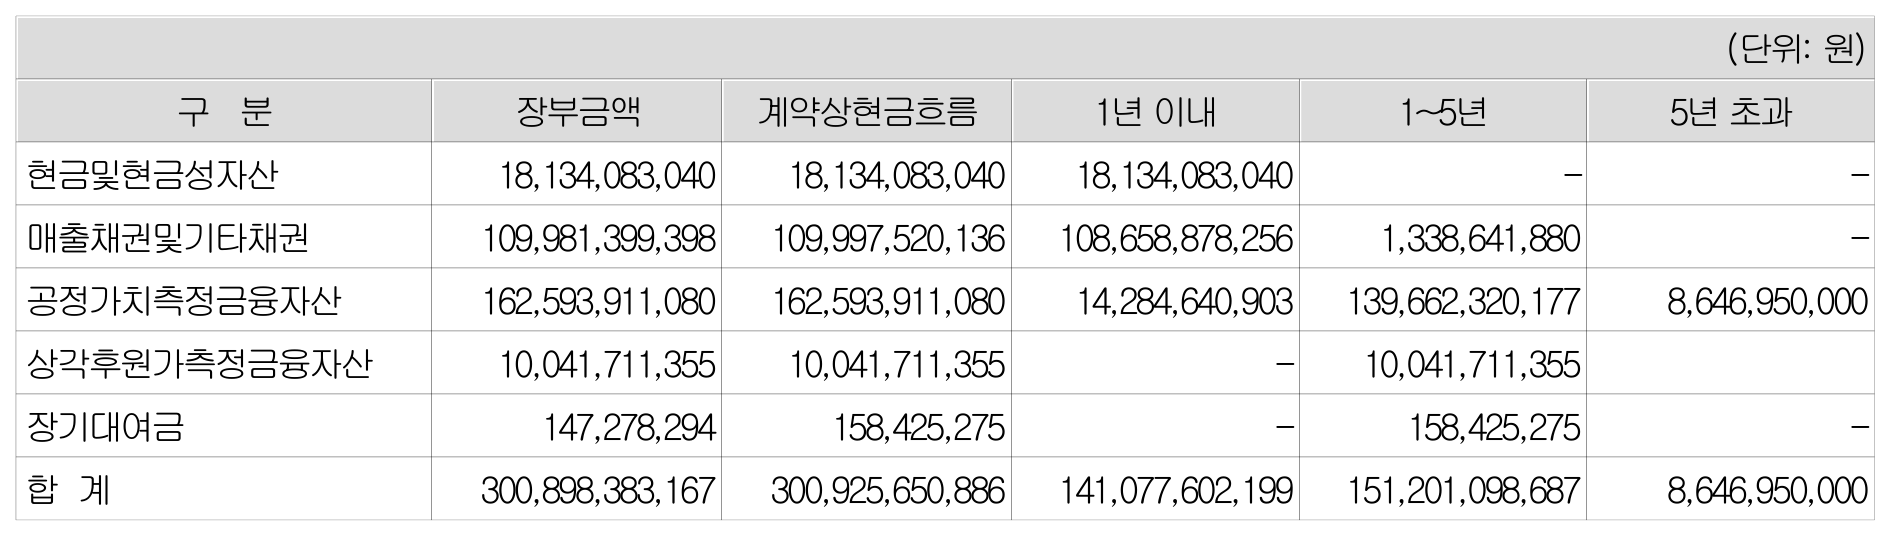 (단위: 원)
구 분 장부금액 계약상현금흐름 1년 이내 1~5년 5년 초과
현금및현금성자산 18,134,083,040 18,134,083,040 18,134,083,040 - -
매출채권및기타채권 109,981,399,398 109,997,520,136 108,658,878,256 1,338,641,880 -
공정가치측정금융자산 162,593,911,080 162,593,911,080 14,284,640,903 139,662,320,177 8,646,950,000
상각후원가측정금융자산 10,041,711,355 10,041,711,355 - 10,041,711,355
장기대여금 147,278,294 158,425,275 - 158,425,275 -
합 계 300,898,383,167 300,925,650,886 141,077,602,199 151,201,098,687 8,646,950,000